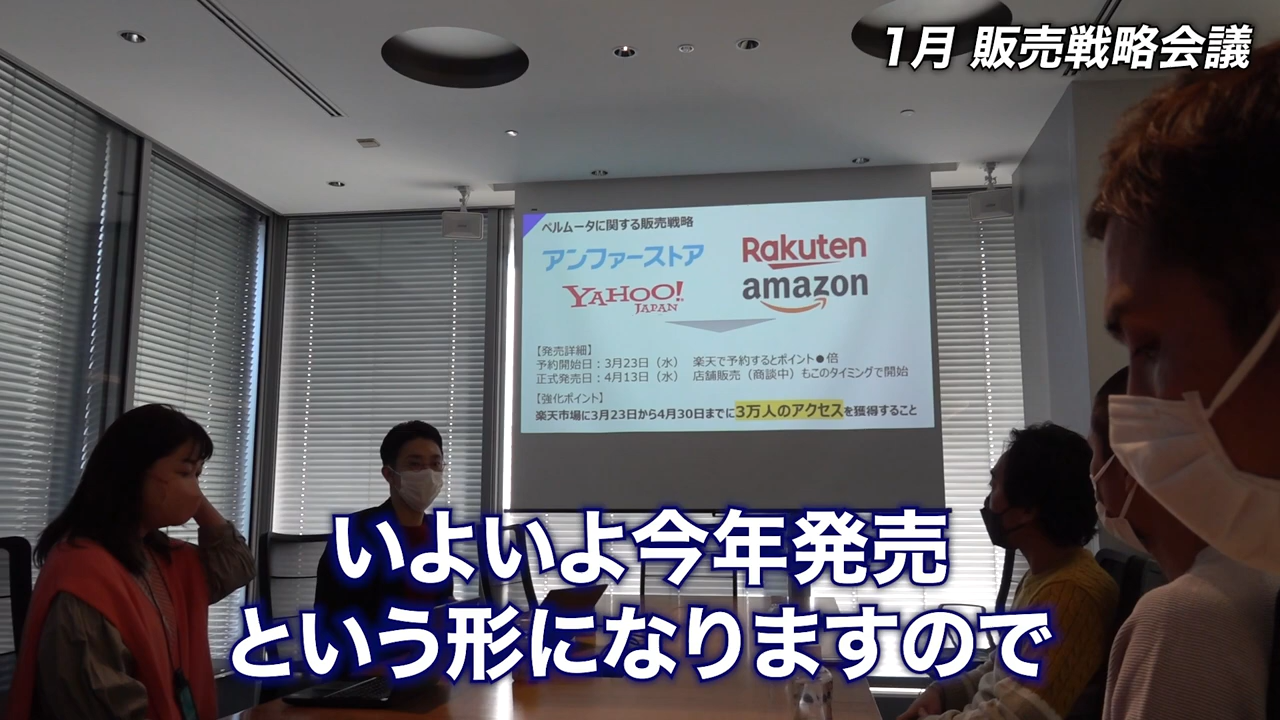 1月 販売戦略会議
ベルムータに関する販売戦略
アンファーストア
Rakuten
YAHOO!
JAPAN
amazon
【発売詳細】
予約開始日：3月23日（水） 楽天で予約するとポイント●倍
正式発売日：4月13日（水） 店舗販売（商談中）もこのタイミングで開始
【強化ポイント】
楽天市場に3月23日から4月30日までに3万人のアクセスを獲得すること
いよいよ今年発売
という形になりますので